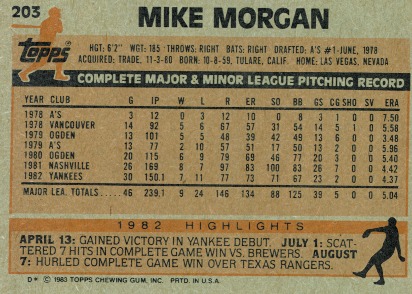 203
MIKE MORGAN
Topps
HGT: 6'2" WGT: 185 THROWS: RIGHT BATS: RIGHT DRAFTED: A'S #1-JUNE, 1978
ACQUIRED: TRADE, 11-3-80 BORN: 10-8-59, TULARE, CALIF. HOME: LAS VEGAS, NEVADA
COMPLETE MAJOR & MINOR LEAGUE PITCHING RECORD
YEAR CLUB G IP W L R ER SO BB GS CG SHO SV ERA
1978 A'S 3 12 0 3 12 10 0 8 3 1 0 0 7.50
1978 VANCOUVER 14 92 5 6 67 57 31 54 14 5 1 0 5.58
1979 OGDEN 13 101 5 5 48 39 42 49 13 6 0 0 3.48
1979 A'S 13 77 2 10 57 51 17 50 13 2 0 0 5.96
1980 OGDEN 20 115 6 9 79 69 46 77 20 3 0 0 5.40
1981 NASHVILLE 26 169 8 7 97 83 100 83 26 7 0 0 4.42
1982 YANKEES 30 150.1 7 11 77 73 71 67 23 2 0 0 4.37
MAJOR LEA. TOTALS..... 46 239.1 9 24 146 134 88 125 39 5 0 0 5.04
1982 HIGHLIGHTS
APRIL 13: GAINED VICTORY IN YANKEE DEBUT. JULY 1: SCAT-
TERED 7 HITS IN COMPLETE GAME WIN VS. BREWERS. AUGUST
7: HURLED COMPLETE GAME WIN OVER TEXAS RANGERS.
D* © 1983 TOPPS CHEWING GUM, INC. PRTD. IN U.S.A.